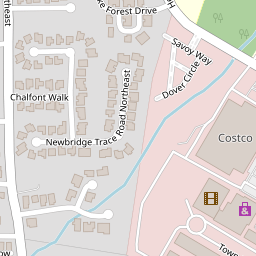 Forest Drive
Savoy Way
Dover Circle
Road Northeast
Chalfont Walk
Newbridge Trace
Costco
Town